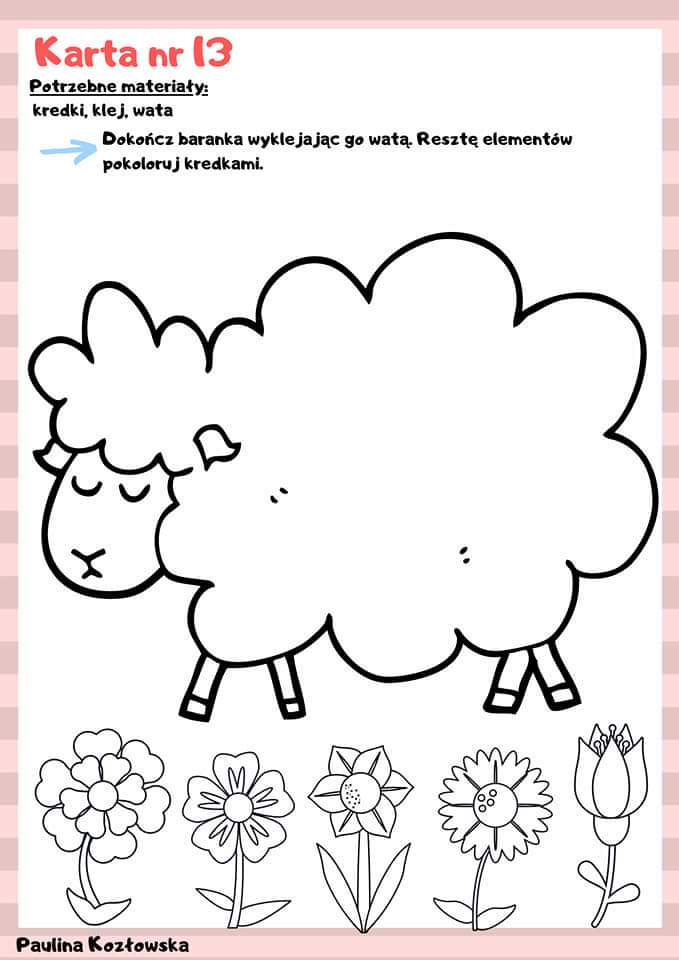 Karta nr 13
Potrzebne materiały:
kredki, klej, wata
Dokończ baranka wyklejając go watą. Resztę elementów
pokoloruj kredkami.
Paulina Kozłowska